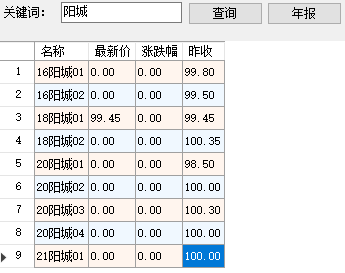 关键词： 阳城 查询 年报
名称 最新价 涨跌幅 昨收
1 16阳城01 0.00 0.00 99.80
2 16阳城02 0.00 0.00 99.50
3 18阳城01 99.45 0.00 99.45
4 18阳城02 0.00 0.00 100.35
5 20阳城01 0.00 0.00 98.50
6 20阳城02 0.00 0.00 100.00
7 20阳城03 0.00 0.00 100.30
8 20阳城04 0.00 0.00 100.00
9 21阳城01 0.00 0.00 100.00